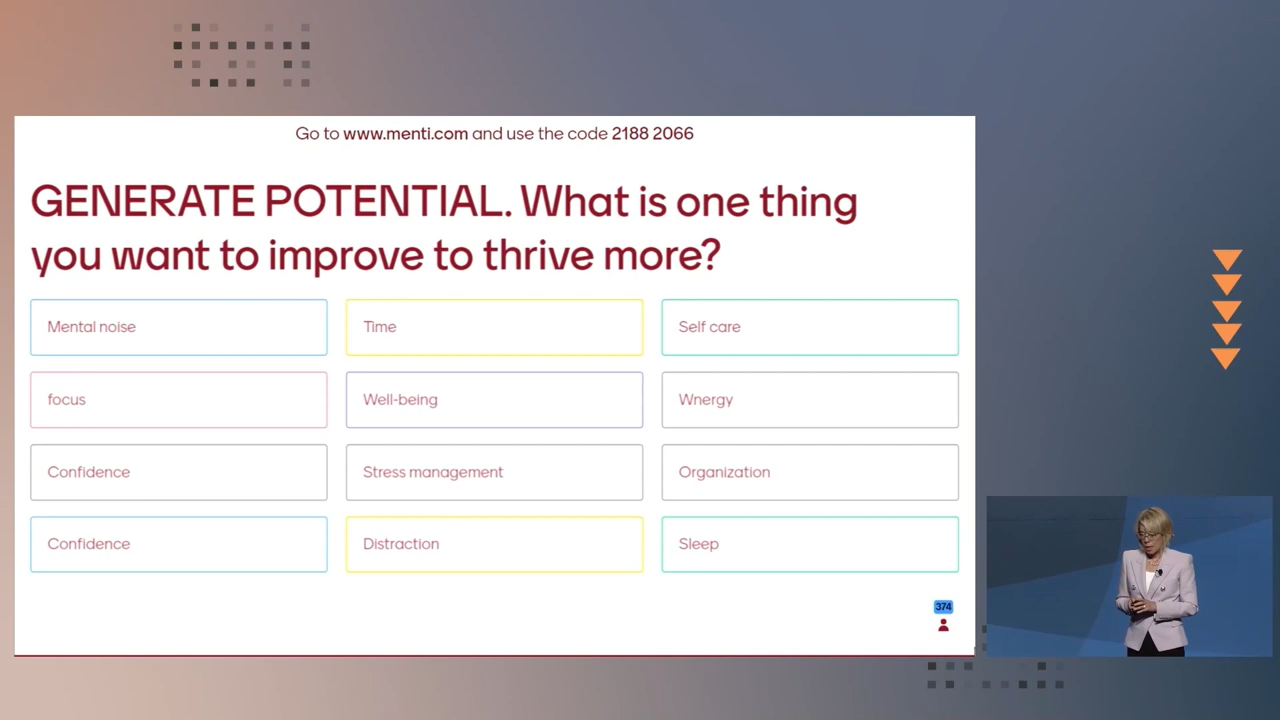 Go to www.menti.com and use the code 2188 2066
GENERATE POTENTIAL. What is one thing
you want to improve to thrive more?
Mental noise
Time
Self care
focus
Well-being
Wnergy
Confidence
Stress management
Organization
Confidence
Distraction
Sleep
374